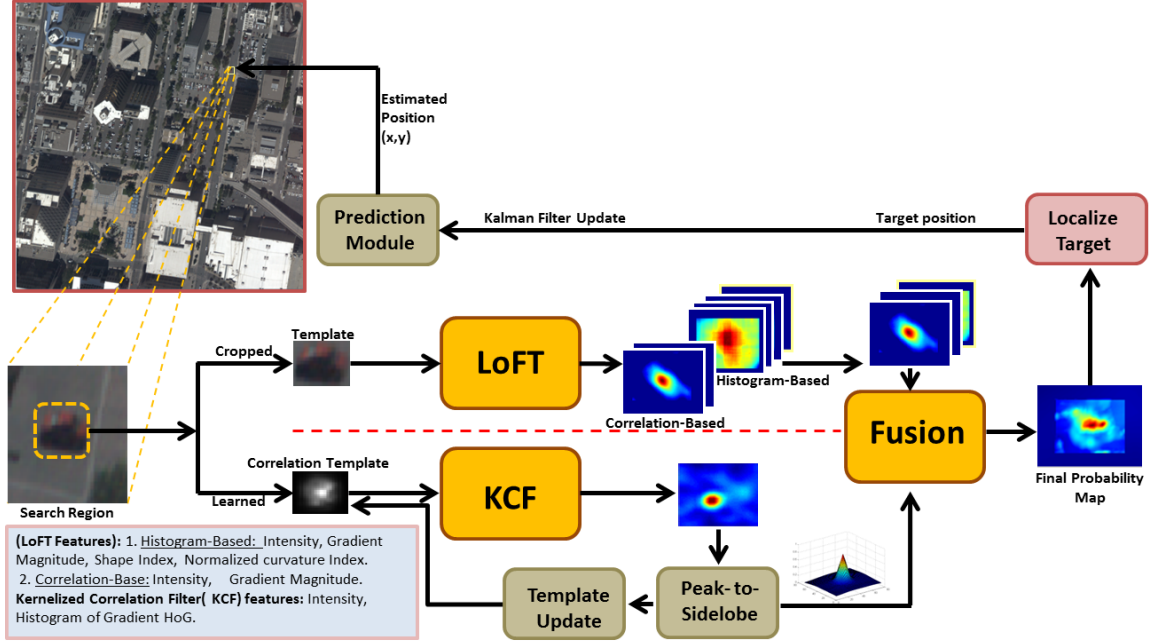 Estimated
Position
(x,y)
Prediction
Module
Kalman Filter Update
Target position
Localize
Target
Cropped
Template
LoFT
Histogram-Based
Correlation-Based
Fusion
Final Probability
Map
Search Region
Learned
Correlation Template
KCF
Template
Update
Peak- to-
Sidelobe
(LoFT Features): 1. Histogram-Based: Intensity, Gradient
Magnitude, Shape Index, Normalized curvature Index.
2. Correlation-Base: Intensity, Gradient Magnitude.
Kernelized Correlation Filter( KCF) features: Intensity,
Histogram of Gradient HoG.